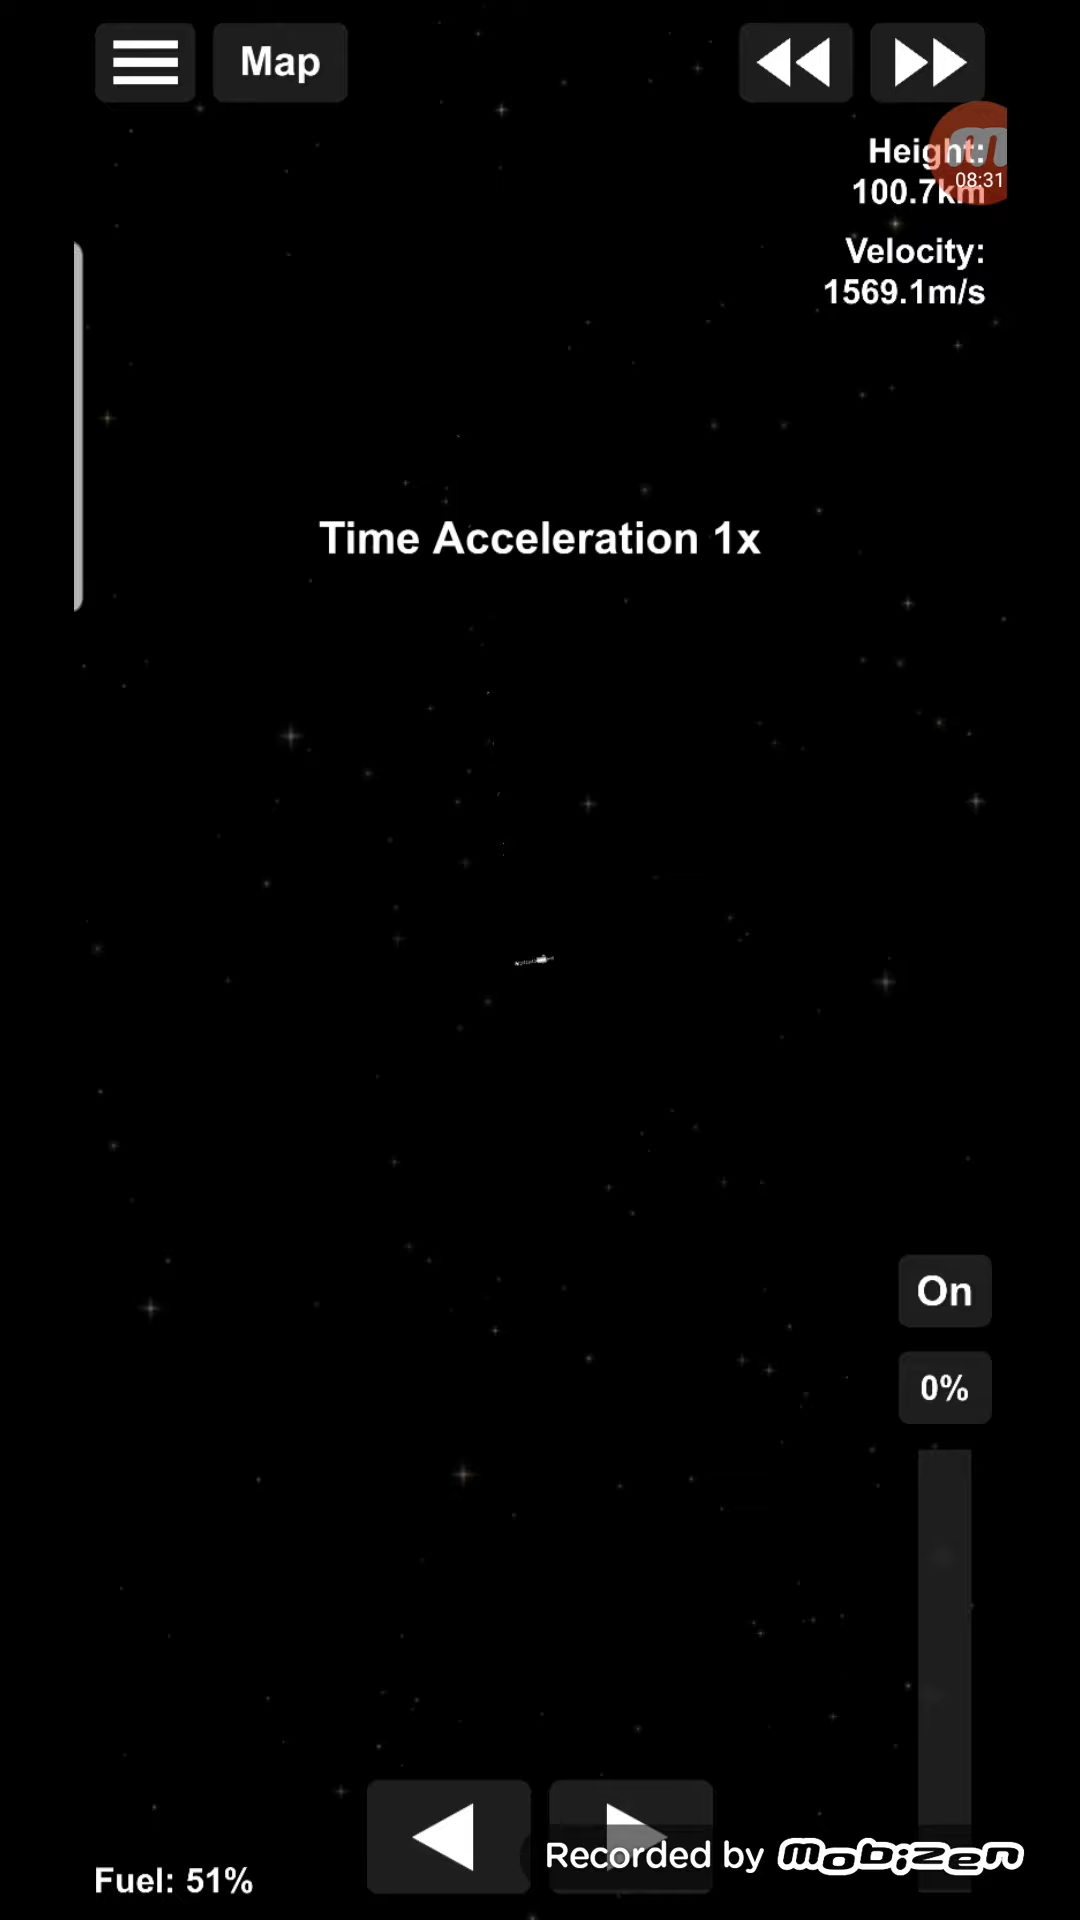 Map
Height:
100.7km
08:31
Velocity:
1569.1m/s
Time Acceleration 1x
On
0%
Recorded by mobizen
Fuel: 51%